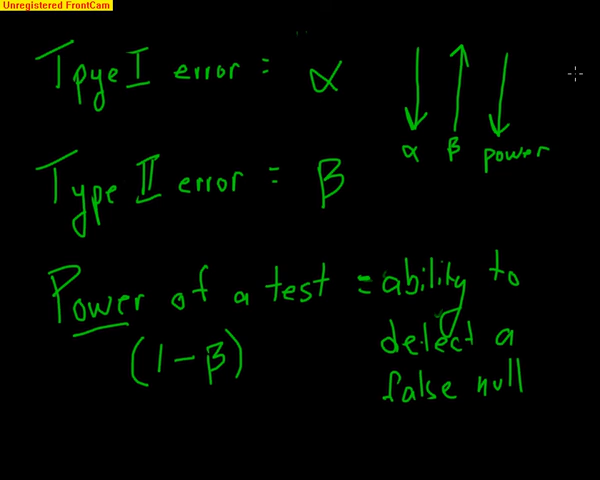 Unregistered FrontCam
Tpye I error = α
α β power
Type II error = β
Power of a test = ability to
(1-β) detect a
false null